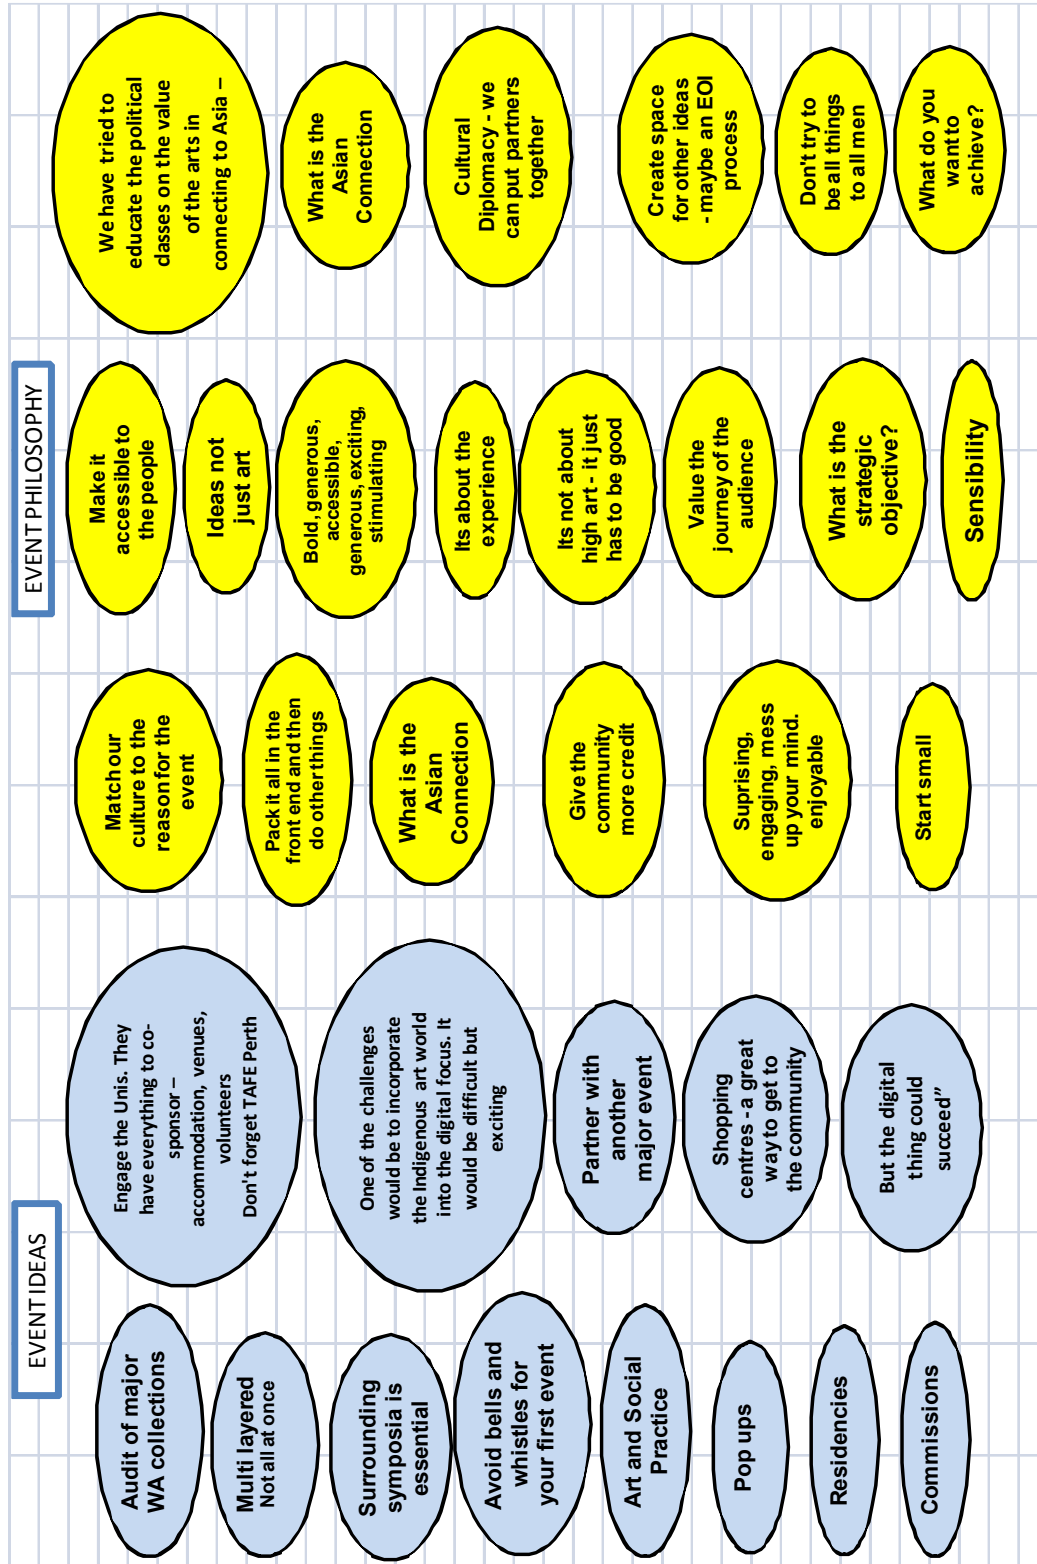 EVENT IDEAS
Audit of major
WA collections
Multi layered
Not all at once
Surrounding
symposia is
essential
Avoid bells and
whistles for
your first event
Art and Social
Practice
Pop ups
Residencies
Commissions
Engage the Unis. They
have everything to co-
sponsor –
accommodation, venues,
volunteers
Don't forget TAFE Perth
One of the challenges
would be to incorporate
the Indigenous art world
into the digital focus. It
would be difficult but
exciting
Partner with
another
major event
Shopping
centres - a great
way to get to
the community
But the digital
thing could
succeed”
EVENT PHILOSOPHY
Match our
culture to the
reason for the
event
Pack it all in the
front end and then
do other things
What is the
Asian
Connection
Give the
community
more credit
Suprising,
engaging, mess
up your mind.
enjoyable
Start small
Make it
accessible to
the people
Ideas not
just art
Bold, generous,
accessible,
generous, exciting,
stimulating
Its about the
experience
Its not about
high art - it just
has to be good
Value the
journey of the
audience
What is the
strategic
objective?
Sensibility
We have tried to
educate the political
classes on the value
of the arts in
connecting to Asia –
What is the
Asian
Connection
Cultural
Diplomacy - we
can put partners
together
Create space
for other ideas
- maybe an EOI
process
Don't try to
be all things
to all men
What do you
want to
achieve?